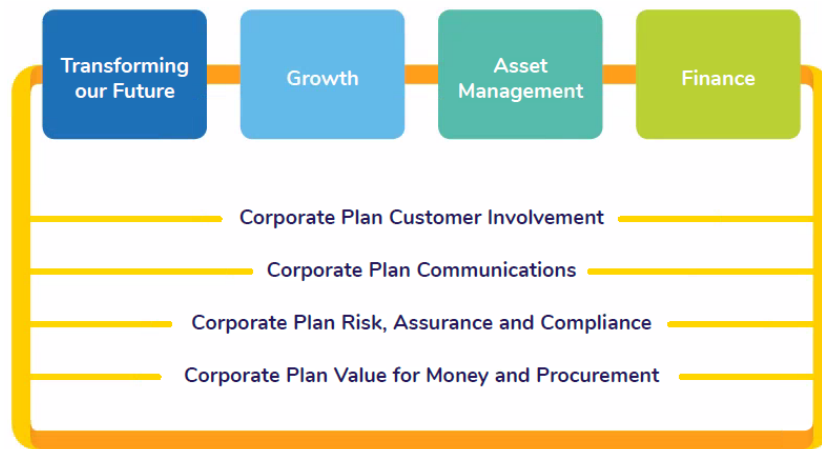 Transforming
our Future
Growth
Asset
Management
Finance
Corporate Plan Customer Involvement
Corporate Plan Communications
Corporate Plan Risk, Assurance and Compliance
Corporate Plan Value for Money and Procurement